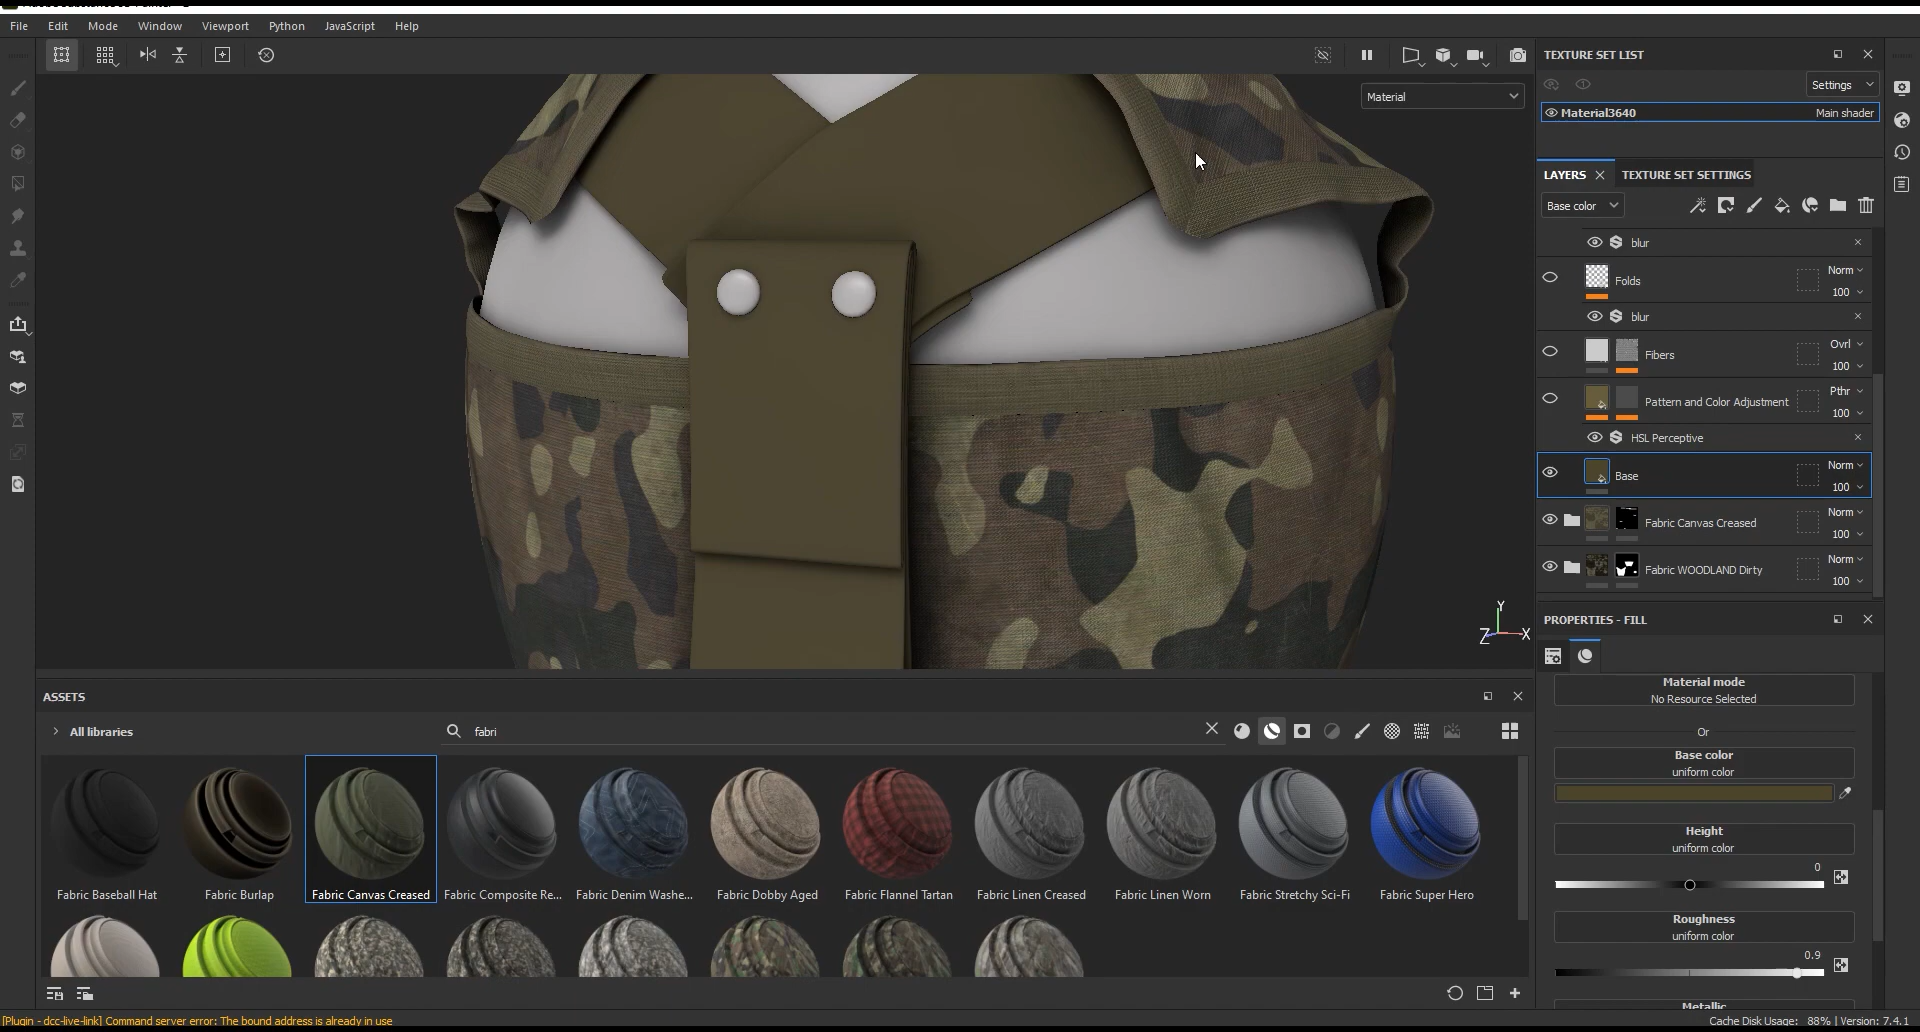 File Edit Mode Window Viewport Python JavaScript Help
Material
Y
Z X
TEXTURE SET LIST
Settings
Material3640 Main shader
LAYERS TEXTURE SET SETTINGS
Base color
blur
Folds Norm
100
blur
Fibers Ovrl
100
Pattern and Color Adjustment Pthr
100
HSL Perceptive
Base Norm
100
Fabric Canvas Creased Norm
100
Fabric WOODLAND Dirty Norm
100
PROPERTIES - FILL
Material mode
No Resource Selected
Or
Base color
uniform color
Height
uniform color
0
Roughness
uniform color
0.9
Metallic
ASSETS
All libraries
fabri
Fabric Baseball Hat
Fabric Burlap
Fabric Canvas Creased
Fabric Composite Re...
Fabric Denim Washe...
Fabric Dobby Aged
Fabric Flannel Tartan
Fabric Linen Creased
Fabric Linen Worn
Fabric Stretchy Sci-Fi
Fabric Super Hero
[Plugin - dcc-live-link] Command server error: The bound address is already in use
Cache Disk Usage: 88% | Version: 7.4.1